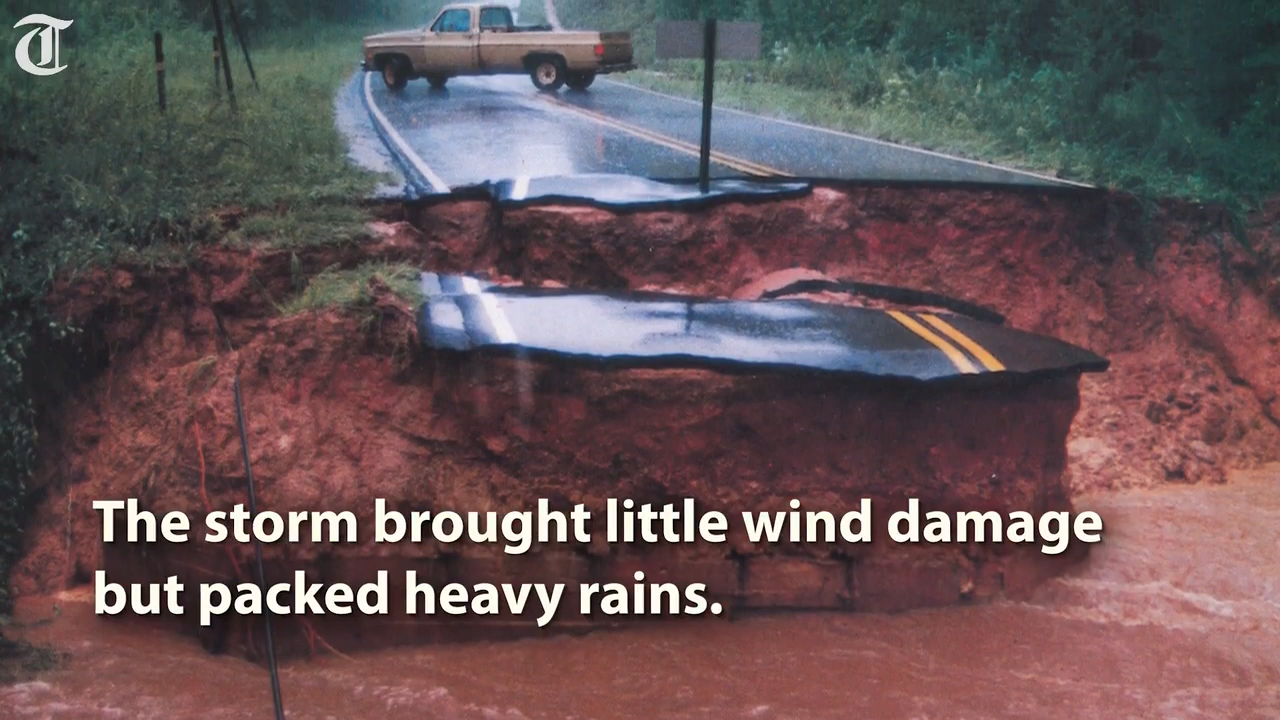 T
The storm brought little wind damage
but packed heavy rains.